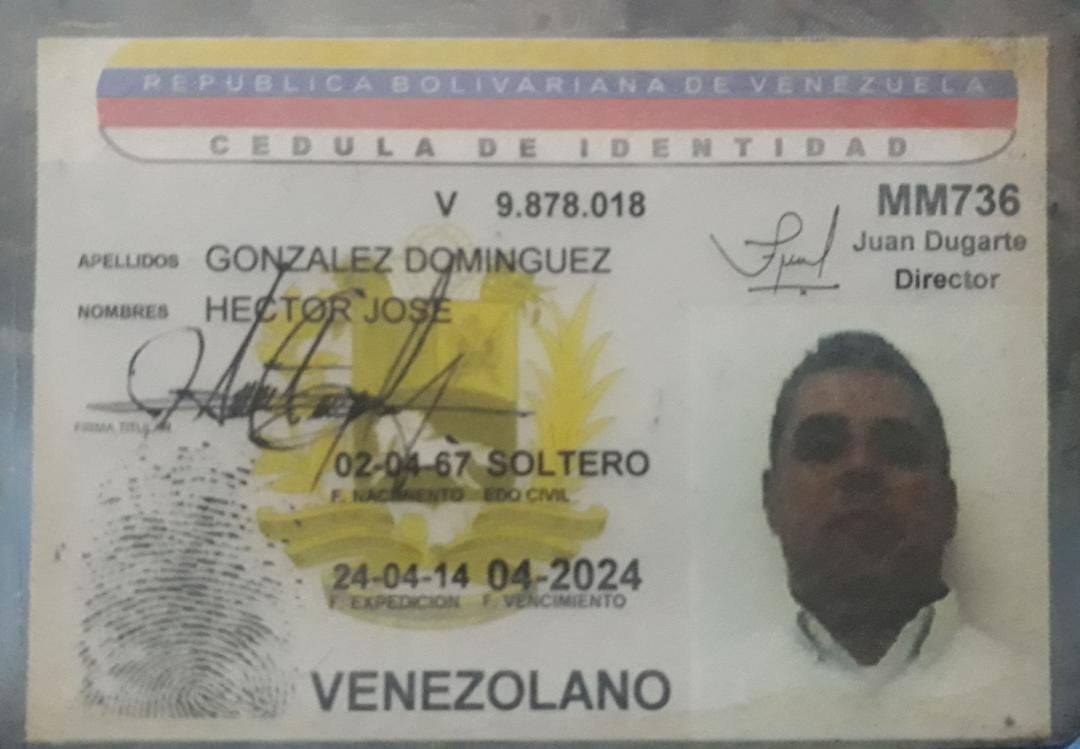 REPUBLICA BOLIVARIANA DE VENEZUELA
CEDULA DE IDENTIDAD
V 9.878.018
MM736
Juan Dugarte
Director
APELLIDOS GONZALEZ DOMINGUEZ
NOMBRES HECTOR JOSE
FIRMA TITULAR
02-04-67 SOLTERO
F. NACIMIENTO EDO CIVIL
24-04-14 04-2024
F. EXPEDICION F. VENCIMIENTO
VENEZOLANO